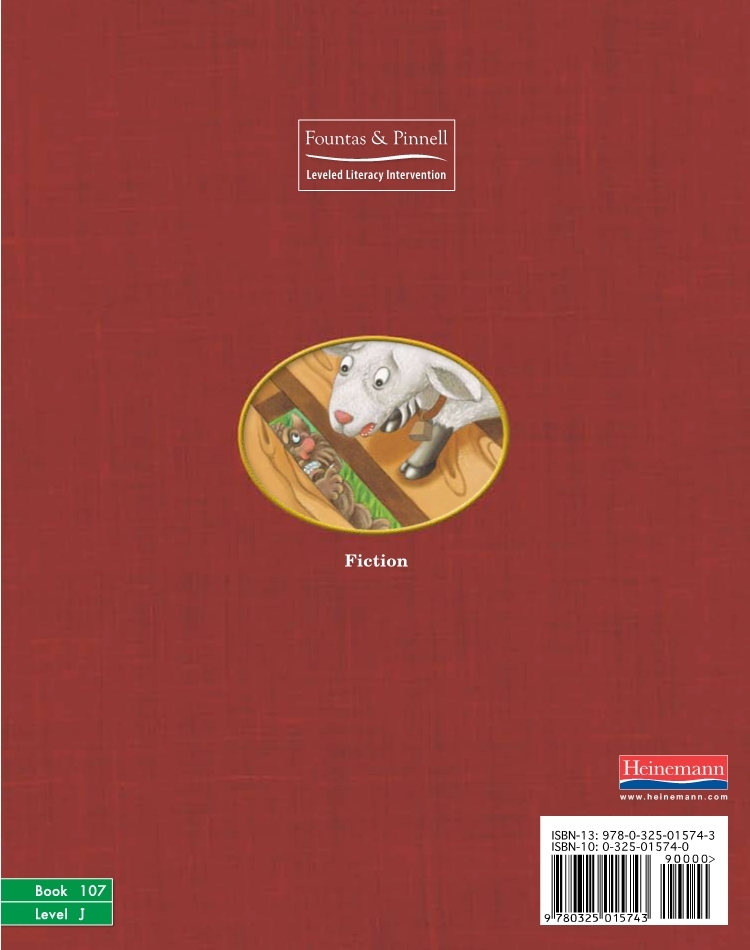 Fountas & Pinnell
Leveled Literacy Intervention
Fiction
Heinemann
www.heinemann.com
ISBN-13: 978-0-325-01574-3
ISBN-10: 0-325-01574-0
90000>
9 780325 015743
Book 107
Level J